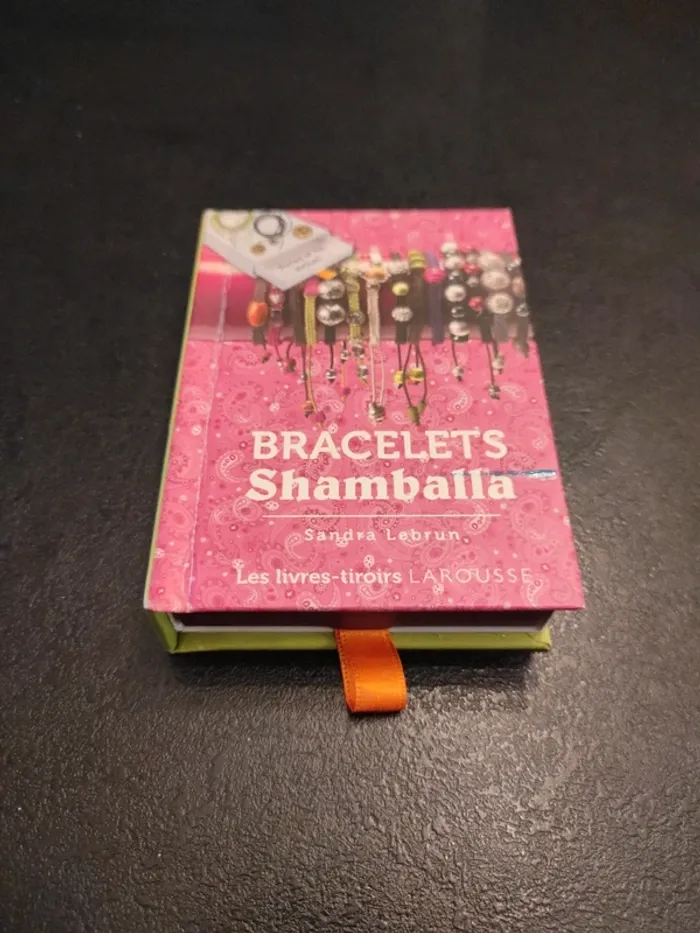 BRACELETS
Shamballa
Sandra Lebrun
Les livres-tiroirs LAROUSSE